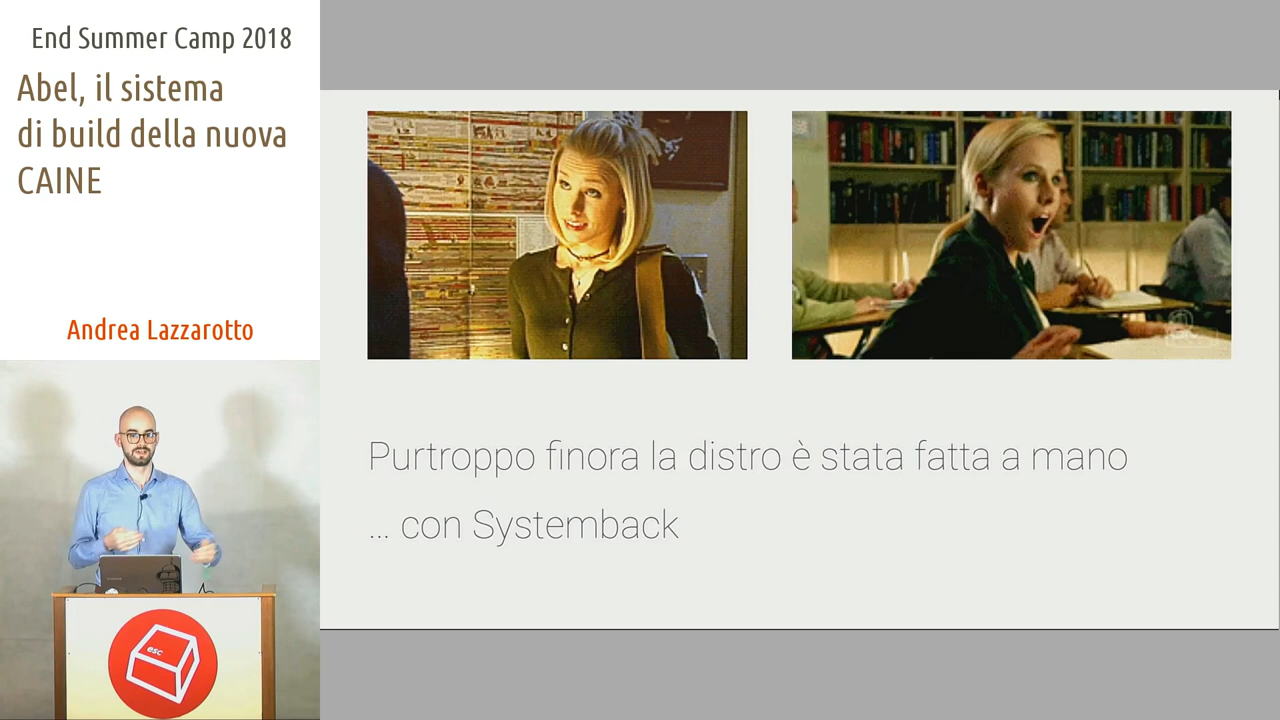 End Summer Camp 2018
Abel, il sistema
di build della nuova
CAINE
Andrea Lazzarotto
esc
Purtroppo finora la distro è stata fatta a mano
... con Systemback